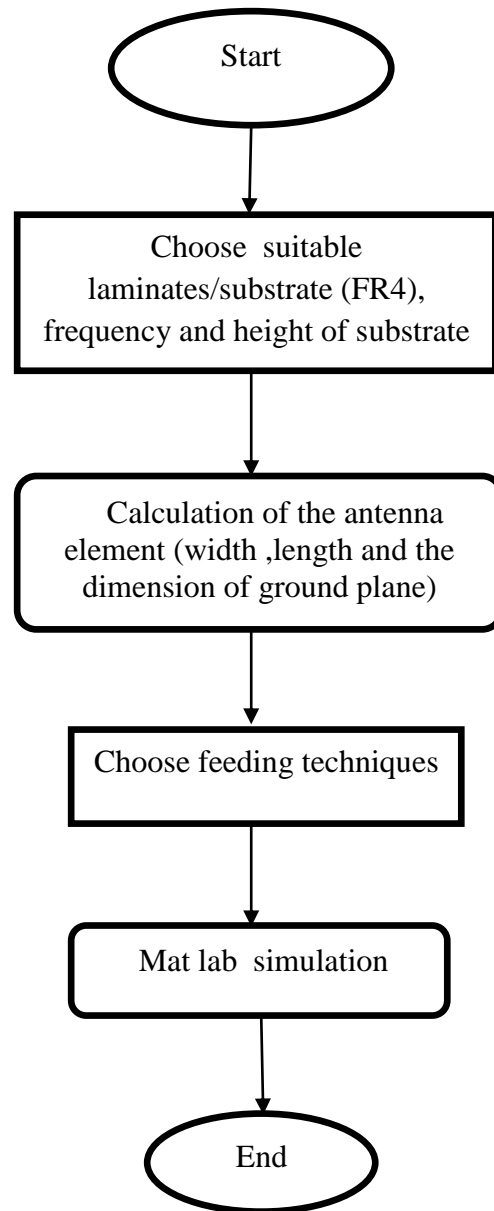 Start
Choose suitable
laminates/substrate (FR4),
frequency and height of substrate
Calculation of the antenna
element (width ,length and the
dimension of ground plane)
Choose feeding techniques
Mat lab simulation
End